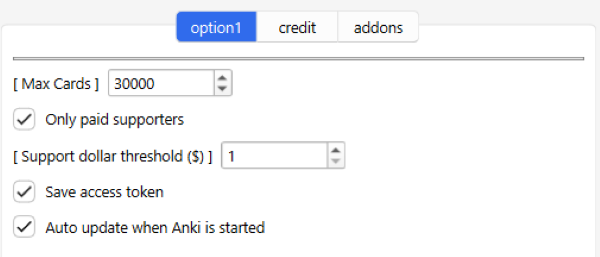 option1 credit addons
[ Max Cards ] 30000
Only paid supporters
[ Support dollar threshold ($) ] 1
Save access token
Auto update when Anki is started